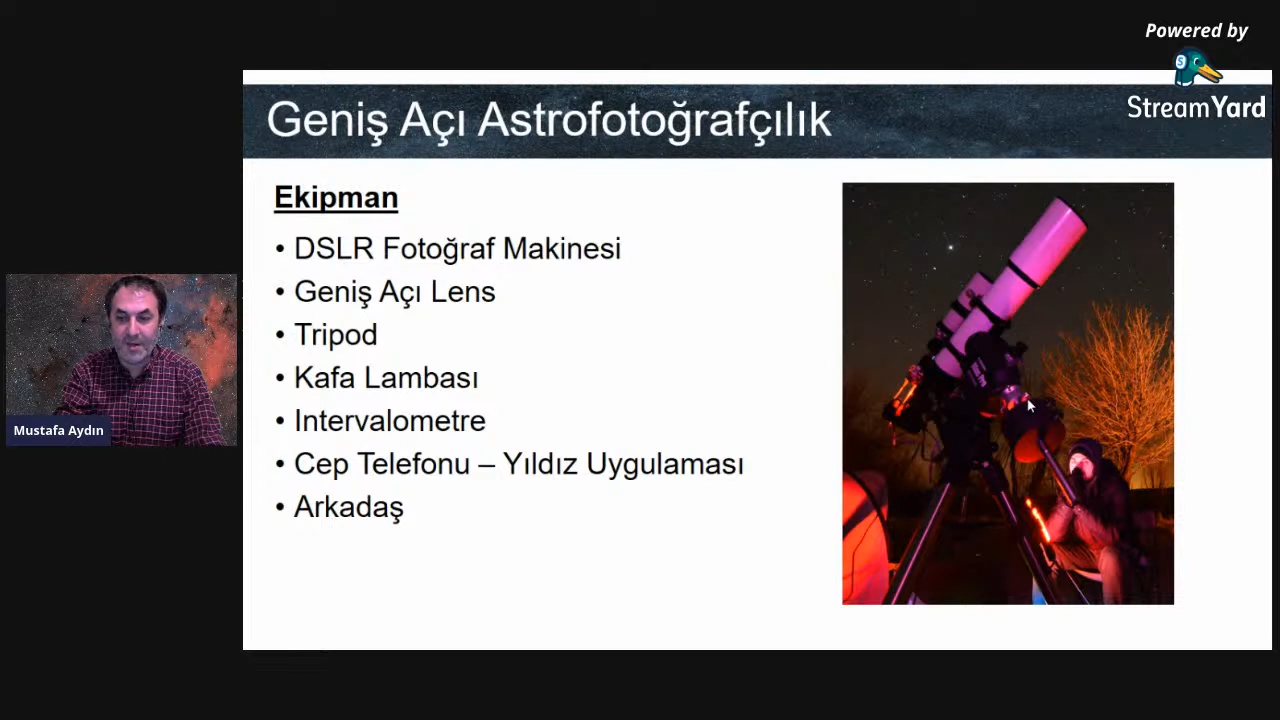 Powered by
StreamYard
Geniş Açı Astrofotoğrafçılık
Ekipman
• DSLR Fotoğraf Makinesi
• Geniş Açı Lens
• Tripod
• Kafa Lambası
• Intervalometre
• Cep Telefonu – Yıldız Uygulaması
• Arkadaş
Mustafa Aydın